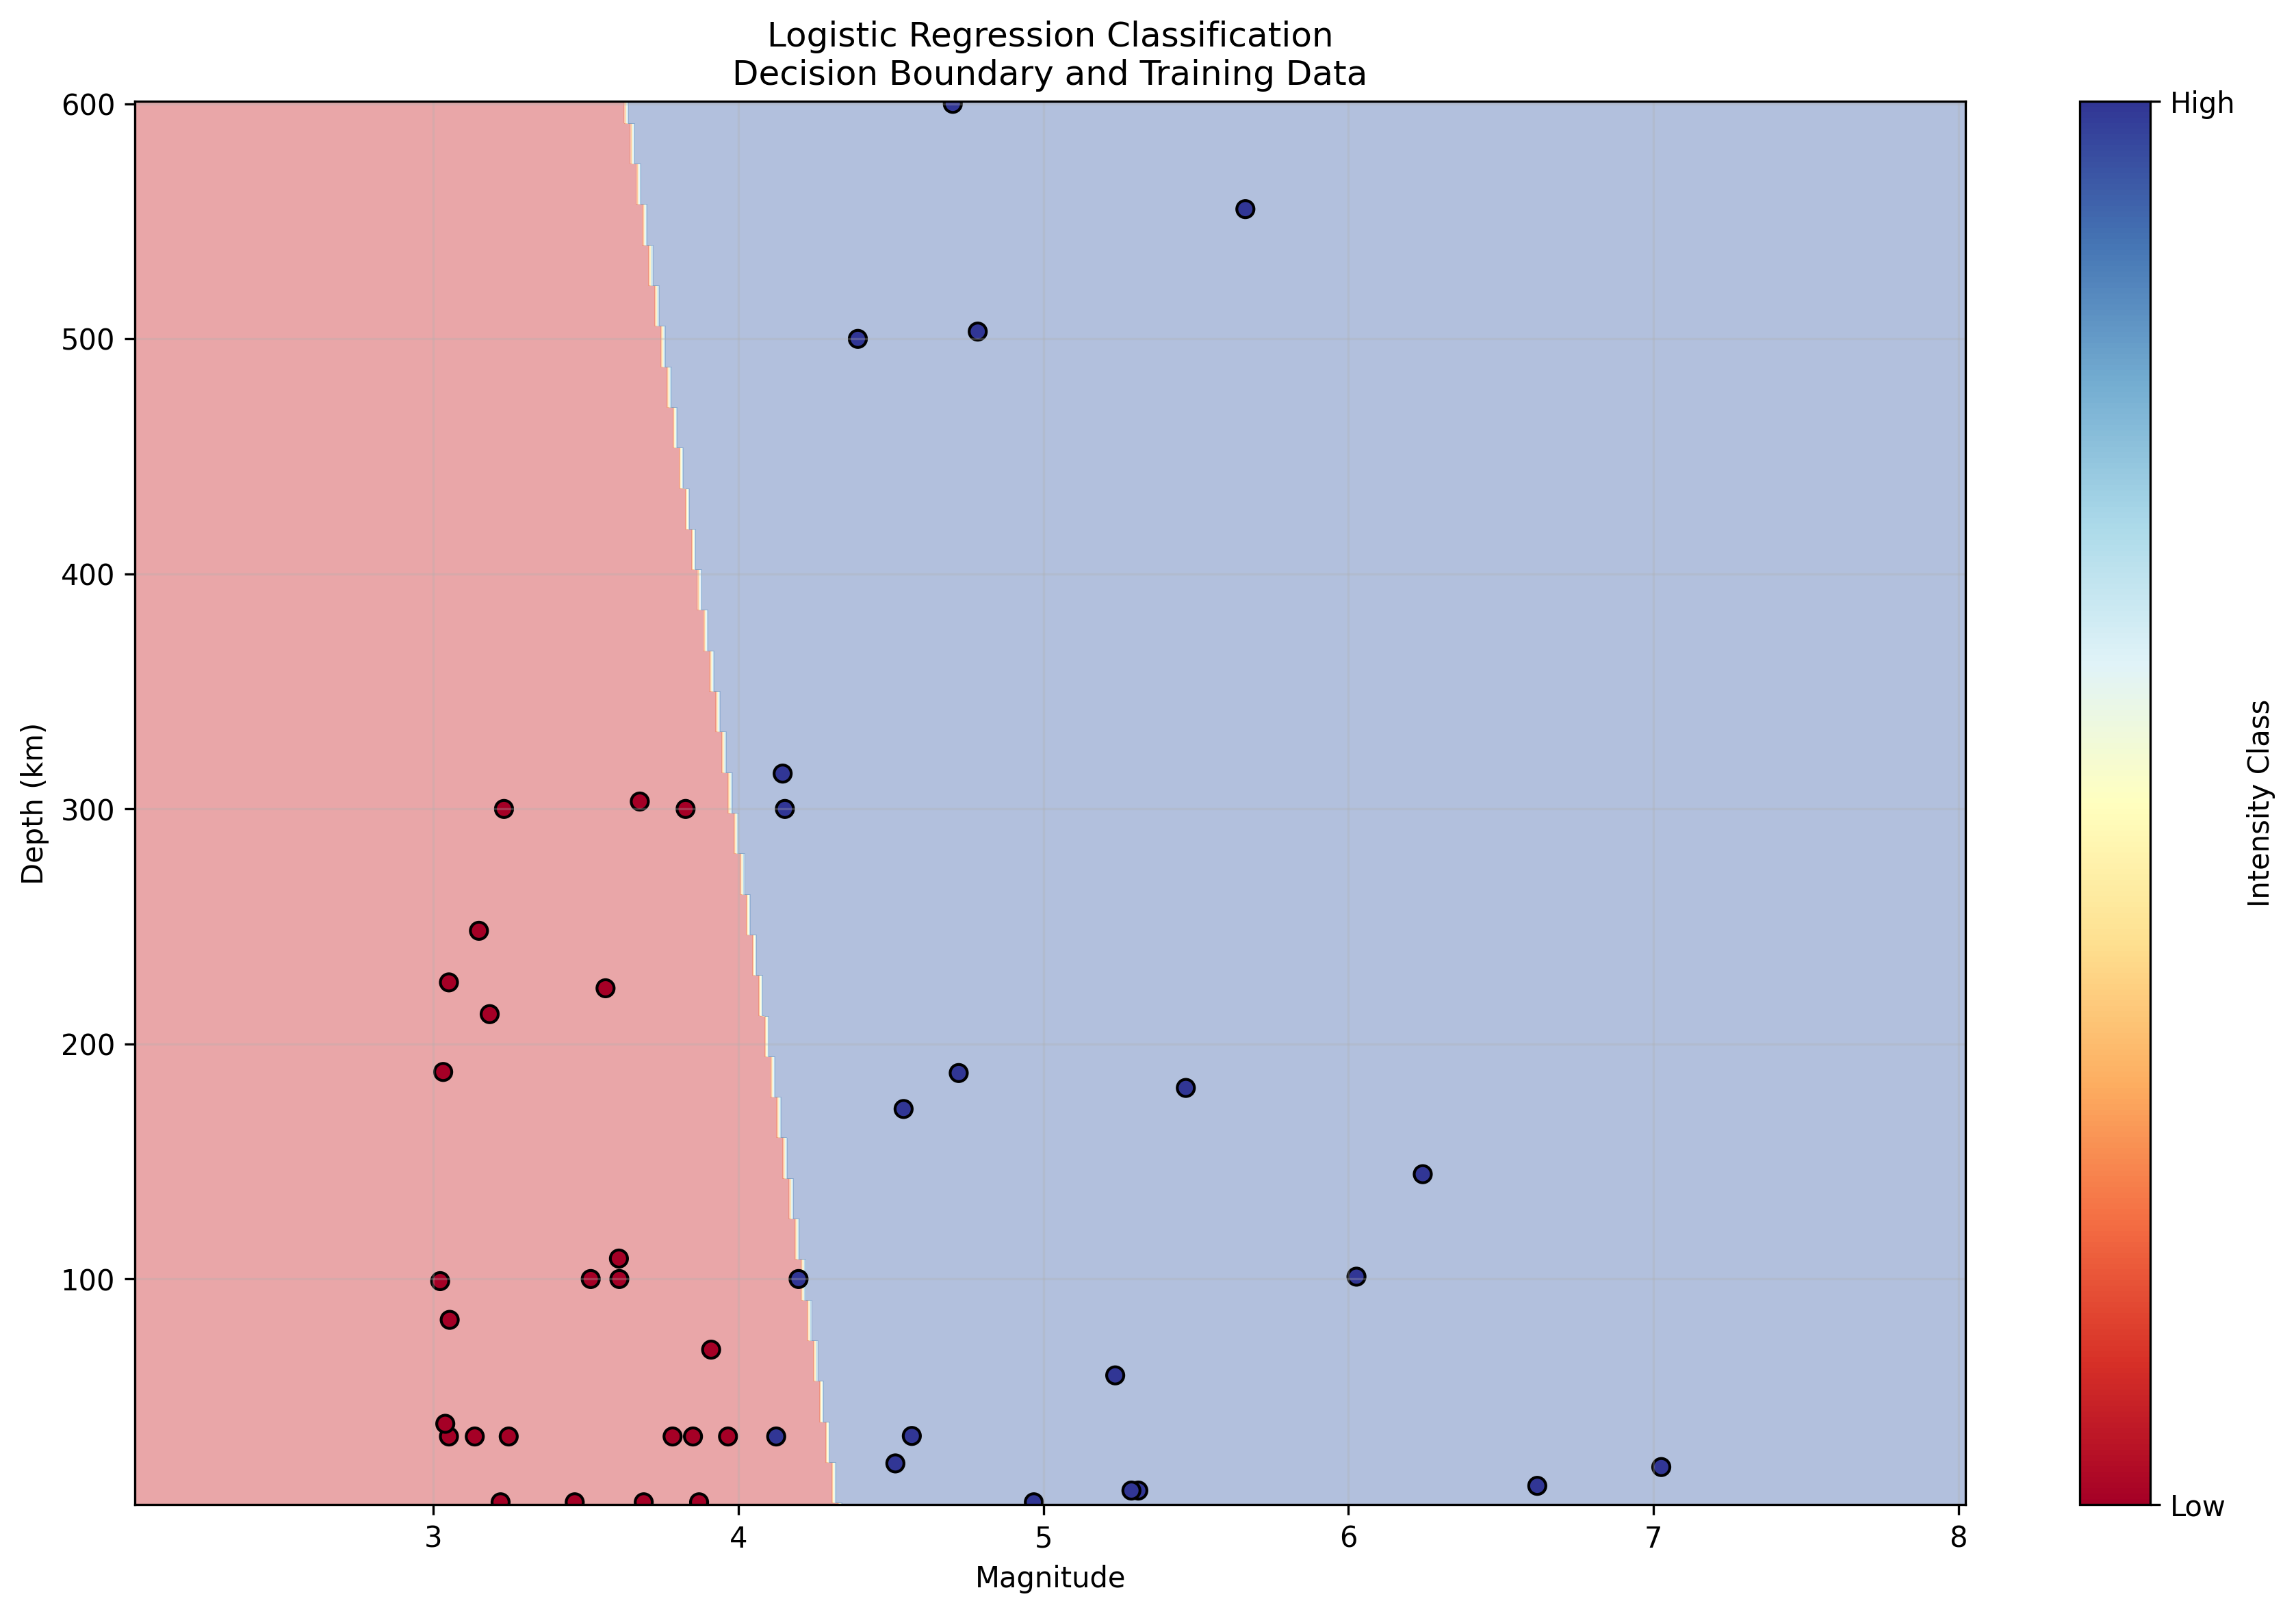 Logistic Regression Classification
Decision Boundary and Training Data
600
500
400
300
200
100
Depth (km)
3 4 5 6 7 8
Magnitude
High
Low
Intensity Class